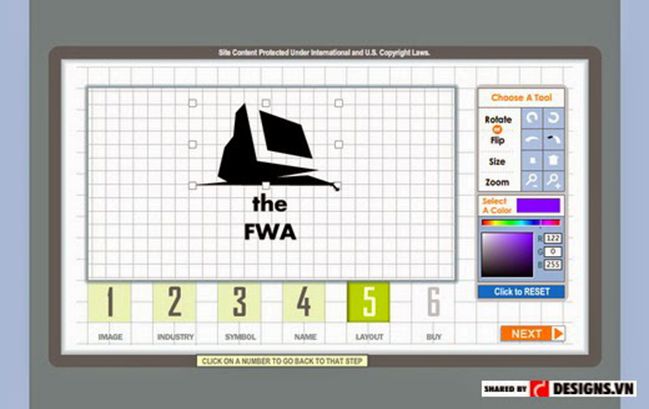 Site Content Protected Under International and U.S. Copyright Laws.
the
FWA
Choose A Tool
Rotate
or
Flip
Size
Zoom
Select
A Color
R 122
G 0
B 255
Click to RESET
1 2 3 4 5 6
IMAGE INDUSTRY SYMBOL NAME LAYOUT BUY
NEXT
CLICK ON A NUMBER TO GO BACK TO THAT STEP
SHARED BY DESIGNS.VN